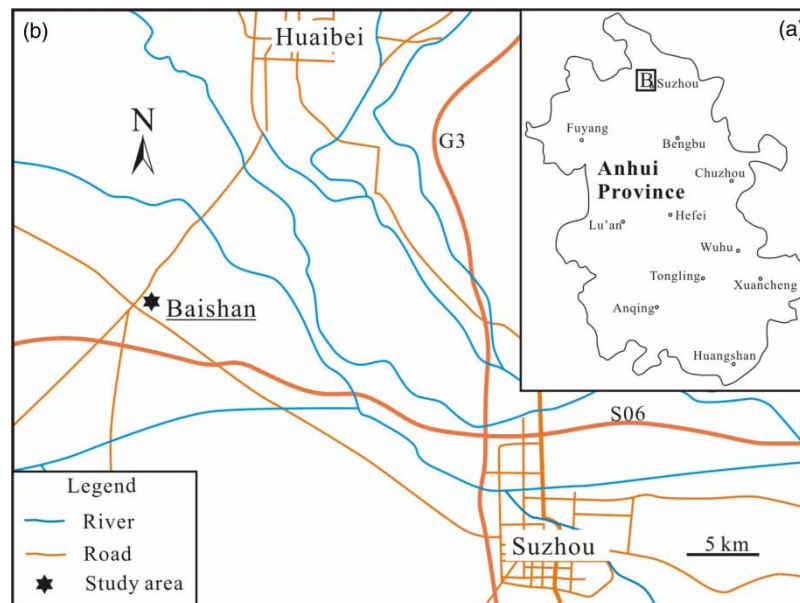 (b)
Huaibei
N
G3
Baishan
S06
Suzhou
5 km
Legend
River
Road
Study area
(a)
B
Suzhou
Fuyang
Bengbu
Anhui
Province
Chuzhou
Lu'an
Hefei
Wuhu
Tongling
Xuancheng
Anqing
Huangshan